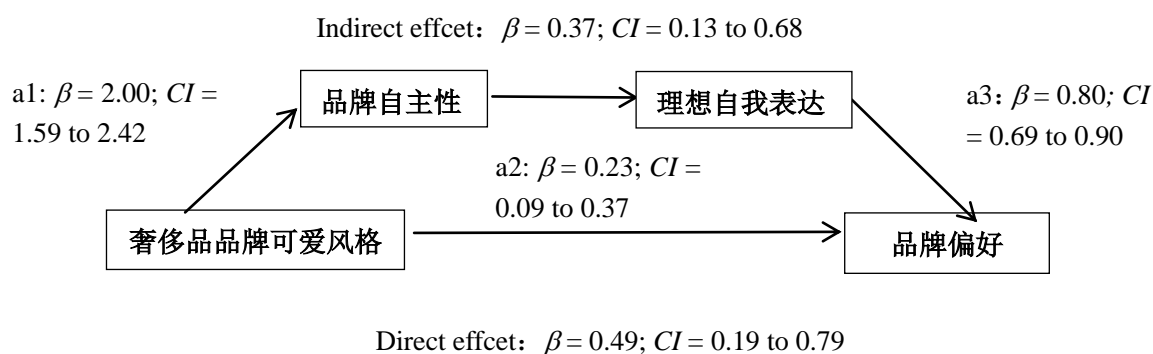 Indirect effcet：β = 0.37; CI = 0.13 to 0.68
a1: β = 2.00; CI =
1.59 to 2.42
品牌自主性
理想自我表达
a3：β = 0.80; CI
= 0.69 to 0.90
a2: β = 0.23; CI =
0.09 to 0.37
奢侈品品牌可爱风格
品牌偏好
Direct effcet：β = 0.49; CI = 0.19 to 0.79